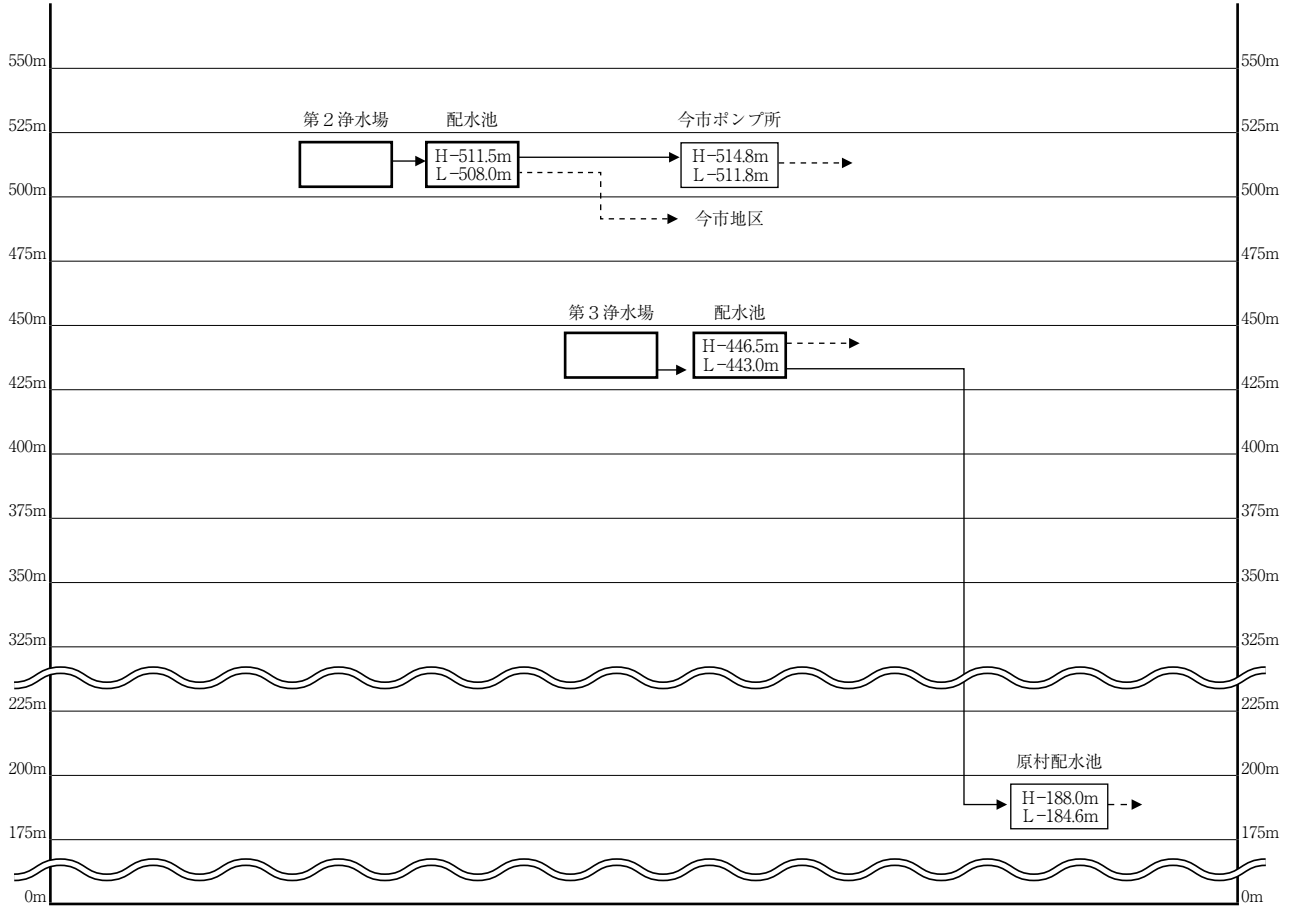 550m 550m
第2浄水場 配水池 今市ポンプ所
525m 525m
H-511.5m H-514.8m
L-508.0m L-511.8m
500m 500m
今市地区
475m 475m
第3浄水場 配水池
450m 450m
H-446.5m
L-443.0m
425m 425m
400m 400m
375m 375m
350m 350m
325m 325m
225m 225m
原村配水池
200m 200m
H-188.0m
L-184.6m
175m 175m
0m 0m